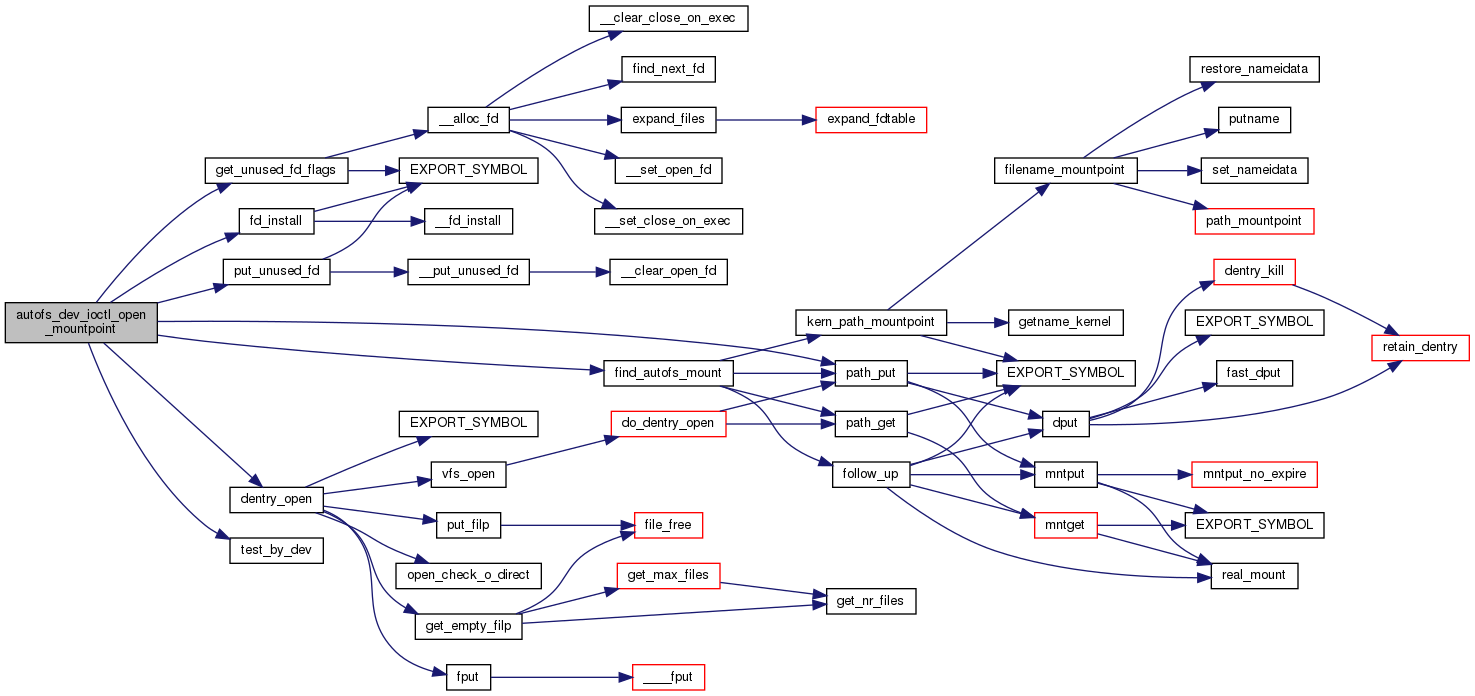 __clear_close_on_exec
find_next_fd
restore_nameidata
__alloc_fd
expand_files
expand_fdtable
putname
get_unused_fd_flags
EXPORT_SYMBOL
__set_open_fd
filename_mountpoint
set_nameidata
fd_install
__fd_install
__set_close_on_exec
path_mountpoint
put_unused_fd
__put_unused_fd
__clear_open_fd
dentry_kill
autofs_dev_ioctl_open
_mountpoint
kern_path_mountpoint
getname_kernel
EXPORT_SYMBOL
retain_dentry
find_autofs_mount
path_put
EXPORT_SYMBOL
fast_dput
EXPORT_SYMBOL
do_dentry_open
path_get
dput
vfs_open
follow_up
mntput
mntput_no_expire
dentry_open
put_filp
file_free
mntget
EXPORT_SYMBOL
test_by_dev
open_check_o_direct
get_max_files
real_mount
get_empty_filp
get_nr_files
fput
____fput